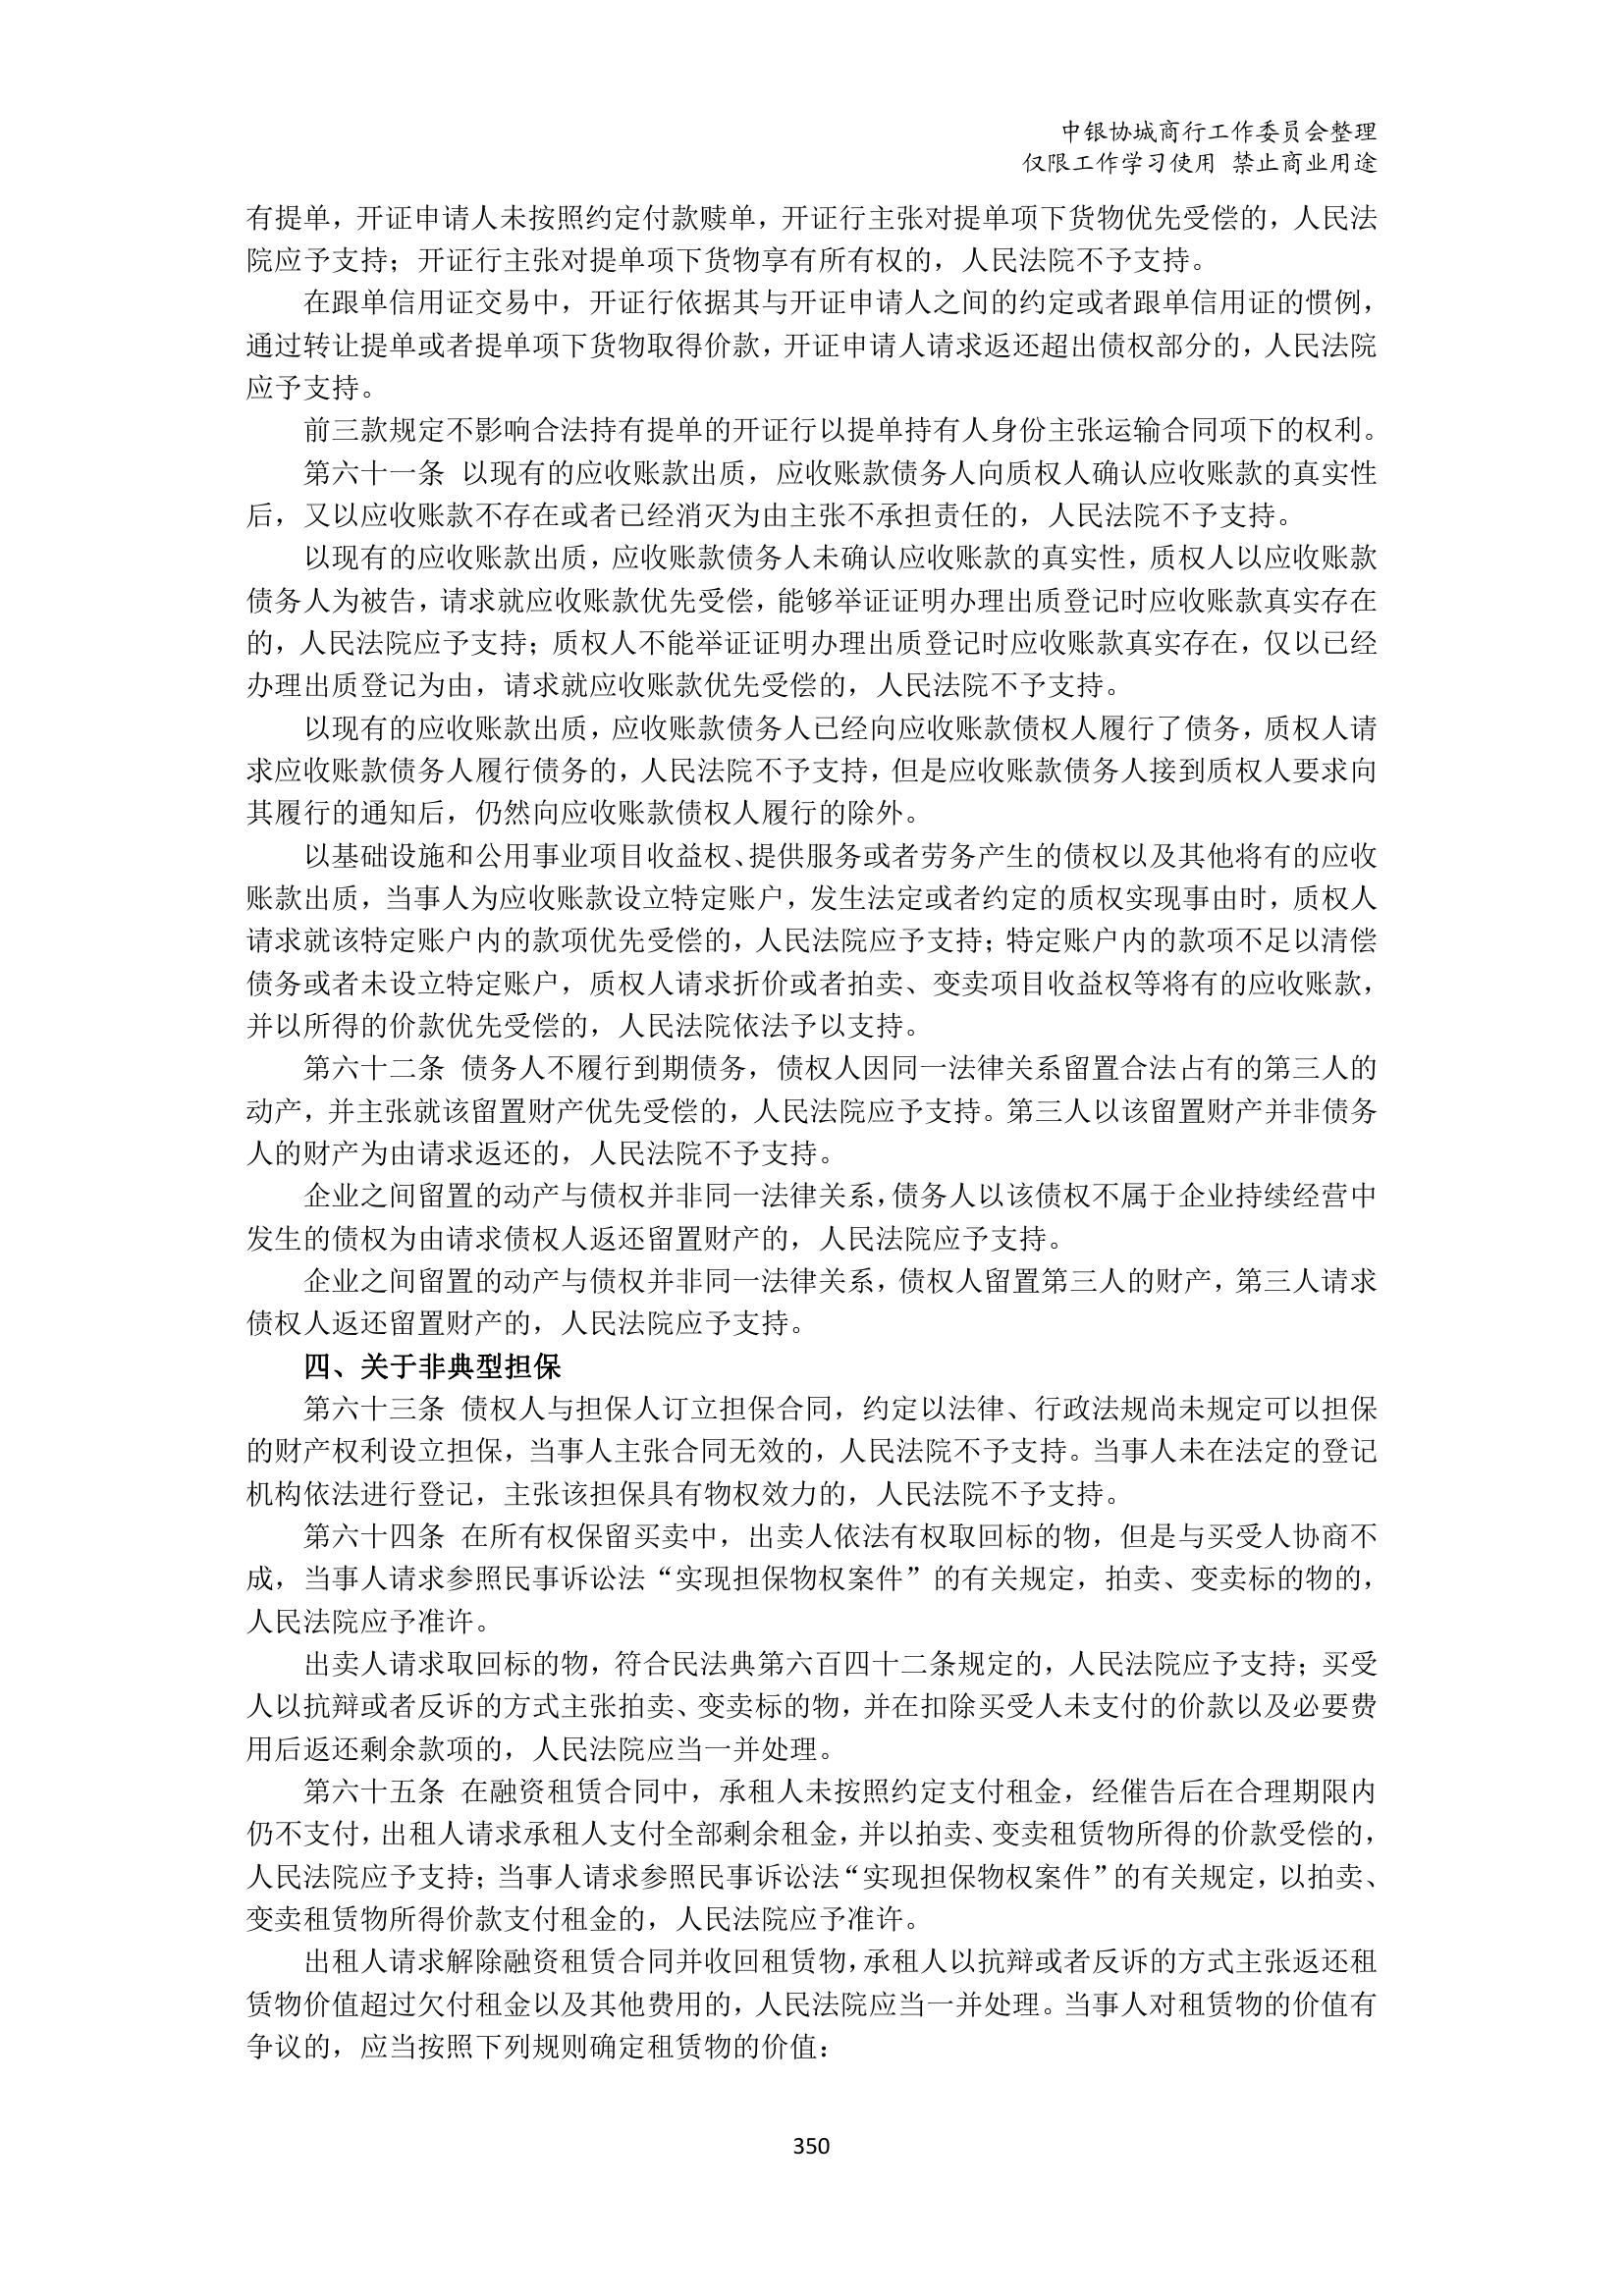 中银协城商行工作委员会整理
仅限工作学习使用 禁止商业用途
有提单，开证申请人未按照约定付款赎单，开证行主张对提单项下货物优先受偿的，人民法
院应予支持；开证行主张对提单项下货物享有所有权的，人民法院不予支持。
在跟单信用证交易中，开证行依据其与开证申请人之间的约定或者跟单信用证的惯例，
通过转让提单或者提单项下货物取得价款，开证申请人请求返还超出债权部分的，人民法院
应予支持。
前三款规定不影响合法持有提单的开证行以提单持有人身份主张运输合同项下的权利。
第六十一条 以现有的应收账款出质，应收账款债务人向质权人确认应收账款的真实性
后，又以应收账款不存在或者已经消灭为由主张不承担责任的，人民法院不予支持。
以现有的应收账款出质，应收账款债务人未确认应收账款的真实性，质权人以应收账款
债务人为被告，请求就应收账款优先受偿，能够举证证明办理出质登记时应收账款真实存在
的，人民法院应予支持；质权人不能举证证明办理出质登记时应收账款真实存在，仅以已经
办理出质登记为由，请求就应收账款优先受偿的，人民法院不予支持。
以现有的应收账款出质，应收账款债务人已经向应收账款债权人履行了债务，质权人请
求应收账款债务人履行债务的，人民法院不予支持，但是应收账款债务人接到质权人要求向
其履行的通知后，仍然向应收账款债权人履行的除外。
以基础设施和公用事业项目收益权、提供服务或者劳务产生的债权以及其他将有的应收
账款出质，当事人为应收账款设立特定账户，发生法定或者约定的质权实现事由时，质权人
请求就该特定账户内的款项优先受偿的，人民法院应予支持；特定账户内的款项不足以清偿
债务或者未设立特定账户，质权人请求折价或者拍卖、变卖项目收益权等将有的应收账款，
并以所得的价款优先受偿的，人民法院依法予以支持。
第六十二条 债务人不履行到期债务，债权人因同一法律关系留置合法占有的第三人的
动产，并主张就该留置财产优先受偿的，人民法院应予支持。第三人以该留置财产并非债务
人的财产为由请求返还的，人民法院不予支持。
企业之间留置的动产与债权并非同一法律关系，债务人以该债权不属于企业持续经营中
发生的债权为由请求债权人返还留置财产的，人民法院应予支持。
企业之间留置的动产与债权并非同一法律关系，债权人留置第三人的财产，第三人请求
债权人返还留置财产的，人民法院应予支持。
四、关于非典型担保
第六十三条 债权人与担保人订立担保合同，约定以法律、行政法规尚未规定可以担保
的财产权利设立担保，当事人主张合同无效的，人民法院不予支持。当事人未在法定的登记
机构依法进行登记，主张该担保具有物权效力的，人民法院不予支持。
第六十四条 在所有权保留买卖中，出卖人依法有权取回标的物，但是与买受人协商不
成，当事人请求参照民事诉讼法“实现担保物权案件”的有关规定，拍卖、变卖标的物的，
人民法院应予准许。
出卖人请求取回标的物，符合民法典第六百四十二条规定的，人民法院应予支持；买受
人以抗辩或者反诉的方式主张拍卖、变卖标的物，并在扣除买受人未支付的价款以及必要费
用后返还剩余款项的，人民法院应当一并处理。
第六十五条 在融资租赁合同中，承租人未按照约定支付租金，经催告后在合理期限内
仍不支付，出租人请求承租人支付全部剩余租金，并以拍卖、变卖租赁物所得的价款受偿的，
人民法院应予支持；当事人请求参照民事诉讼法“实现担保物权案件”的有关规定，以拍卖、
变卖租赁物所得价款支付租金的，人民法院应予准许。
出租人请求解除融资租赁合同并收回租赁物，承租人以抗辩或者反诉的方式主张返还租
赁物价值超过欠付租金以及其他费用的，人民法院应当一并处理。当事人对租赁物的价值有
争议的，应当按照下列规则确定租赁物的价值：
350